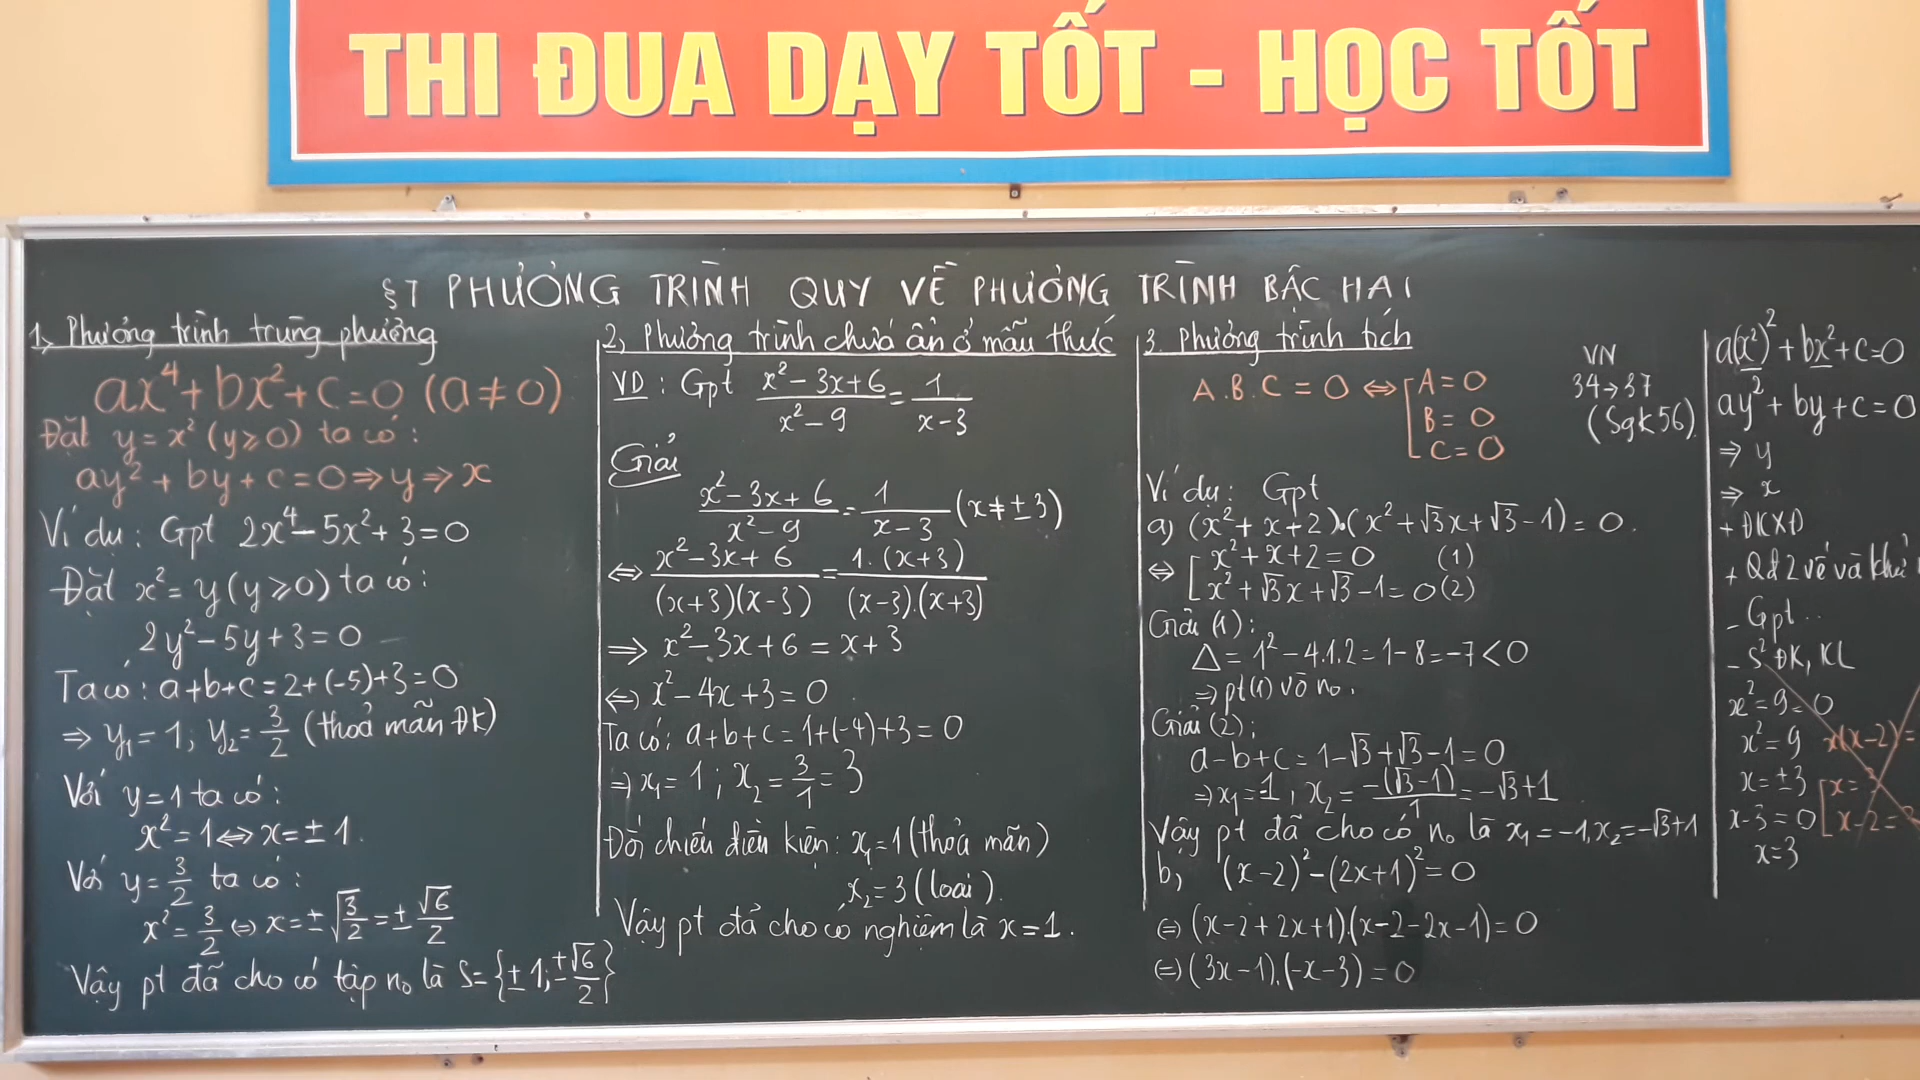 THI ĐUA DẠY TỐT - HỌC TỐT
§7 PHƯƠNG TRÌNH QUY VỀ PHƯƠNG TRÌNH BẬC HAI
1, Phương trình trùng phương
ax⁴ + bx² + c = 0 (a ≠ 0)
Đặt y = x² (y ⩾ 0) ta có :
ay² + by + c = 0 ⇒ y ⇒ x
Ví dụ : Gpt 2x⁴ - 5x² + 3 = 0
Đặt x² = y (y ⩾ 0) ta có :
2y² - 5y + 3 = 0
Ta có : a + b + c = 2 + (-5) + 3 = 0
⇒ y₁ = 1 ; y₂ = 3/2 (thoả mãn ĐK)
Với y = 1 ta có :
x² = 1 ⇔ x = ± 1.
Với y = 3/2 ta có :
x² = 3/2 ⇔ x = ± √(3/2) = ± √6/2
Vậy pt đã cho có tập no là S = {± 1; ± √6/2}
2, Phương trình chứa ẩn ở mẫu thức
VD : Gpt (x² - 3x + 6)/(x² - 9) = 1/(x - 3)
Giải
(x² - 3x + 6)/(x² - 9) = 1/(x - 3) (x ≠ ± 3)
⇔ (x² - 3x + 6)/((x+3)(x-3)) = 1.(x+3)/((x-3).(x+3))
⇒ x² - 3x + 6 = x + 3
⇔ x² - 4x + 3 = 0
Ta có : a + b + c = 1 + (-4) + 3 = 0
⇒ x₁ = 1 ; x₂ = 3/1 = 3
Đối chiếu điều kiện : x₁ = 1 (thỏa mãn)
x₂ = 3 (loại).
Vậy pt đã cho có nghiệm là x = 1.
3. Phương trình tích
A.B.C = 0 ⇔ [ A = 0
B = 0
C = 0
VN
34 → 37
(Sgk 56)
Ví dụ : Gpt
a) (x² + x + 2).(x² + √3x + √3 - 1) = 0.
⇔ [ x² + x + 2 = 0 (1)
x² + √3x + √3 - 1 = 0 (2)
Giải (1) :
Δ = 1² - 4.1.2 = 1 - 8 = -7 < 0
⇒ pt (1) vô no.
Giải (2) :
a - b + c = 1 - √3 + √3 - 1 = 0
⇒ x₁ = -1, x₂ = -(√3 - 1)/1 = -√3 + 1
Vậy pt đã cho có no là x₁ = -1, x₂ = -√3 + 1
b, (x - 2)² - (2x + 1)² = 0
⇔ (x - 2 + 2x + 1).(x - 2 - 2x - 1) = 0
⇔ (3x - 1).(-x - 3) = 0
a(x²)² + bx² + c = 0
ay² + by + c = 0
⇒ y
⇒ x
+ ĐKXĐ
+ Qđ 2 vế và khử
- Gpt ..
- S² ĐK, KL
x² - 9 = 0
x² = 9 x(x-2) =
x = ± 3 [ x =
x - 3 = 0 x - 2 =
x = 3